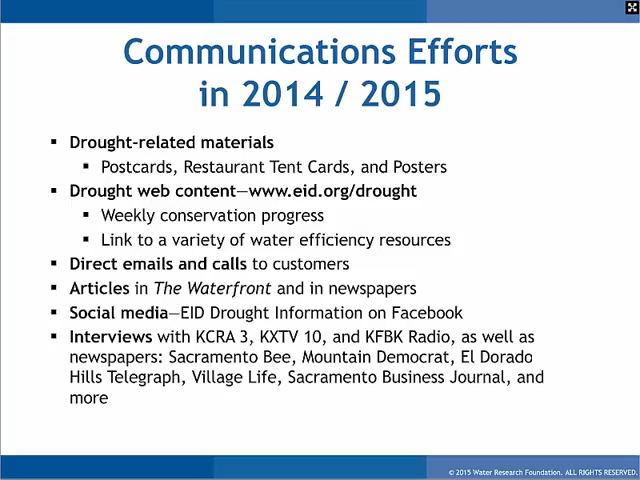 Communications Efforts
in 2014 / 2015
▪ Drought-related materials
▪ Postcards, Restaurant Tent Cards, and Posters
▪ Drought web content—www.eid.org/drought
▪ Weekly conservation progress
▪ Link to a variety of water efficiency resources
▪ Direct emails and calls to customers
▪ Articles in The Waterfront and in newspapers
▪ Social media—EID Drought Information on Facebook
▪ Interviews with KCRA 3, KXTV 10, and KFBK Radio, as well as
newspapers: Sacramento Bee, Mountain Democrat, El Dorado
Hills Telegraph, Village Life, Sacramento Business Journal, and
more
© 2015 Water Research Foundation. ALL RIGHTS RESERVED.